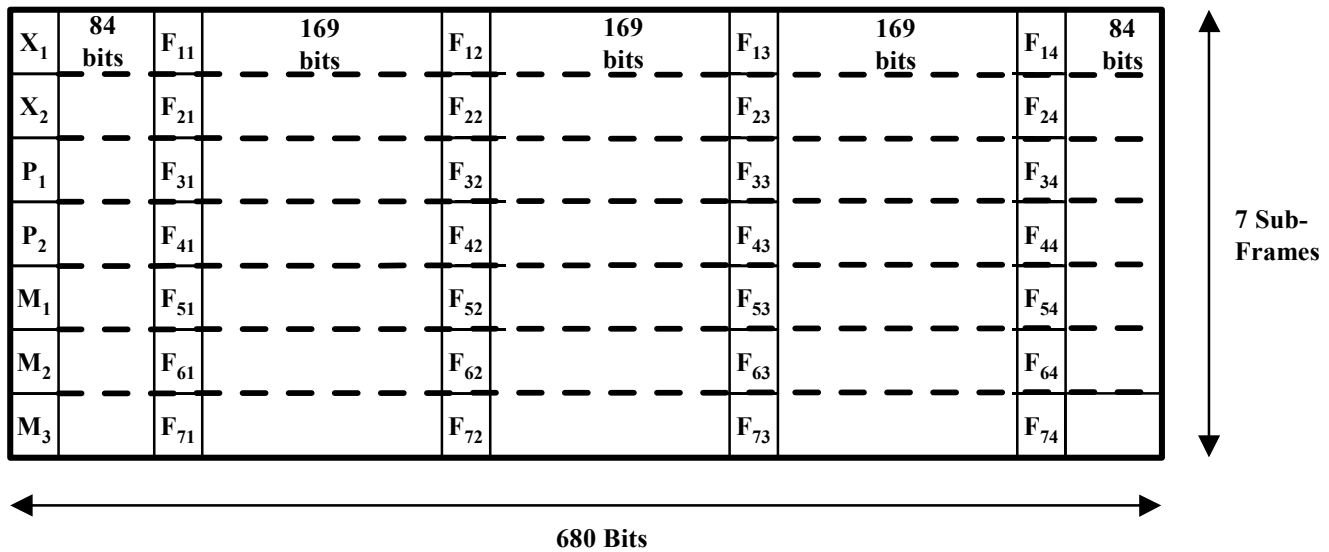 X1 84 bits F11 169 bits F12 169 bits F13 169 bits F14 84 bits
X2 F21 F22 F23 F24
P1 F31 F32 F33 F34
P2 F41 F42 F43 F44
M1 F51 F52 F53 F54
M2 F61 F62 F63 F64
M3 F71 F72 F73 F74
7 Sub-
Frames
680 Bits